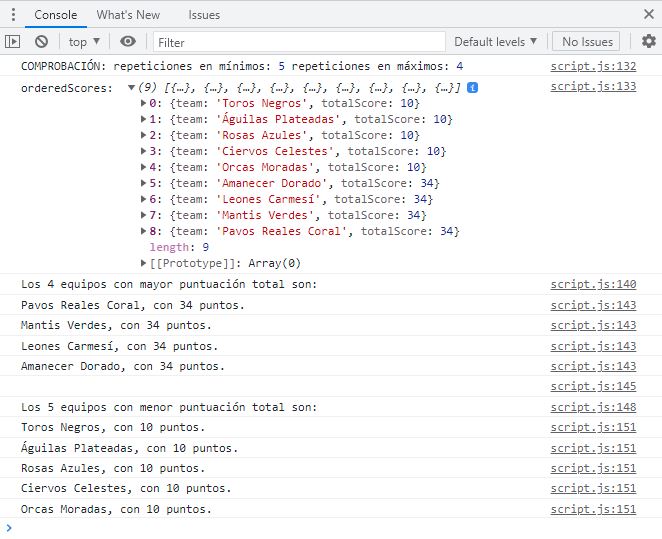 Console What's New Issues
top ▾ Filter Default levels ▾ No Issues
COMPROBACIÓN: repeticiones en mínimos: 5 repeticiones en máximos: 4 script.js:132
orderedScores: ▼(9) [{…}, {…}, {…}, {…}, {…}, {…}, {…}, {…}, {…}] i script.js:133
▶0: {team: 'Toros Negros', totalScore: 10}
▶1: {team: 'Águilas Plateadas', totalScore: 10}
▶2: {team: 'Rosas Azules', totalScore: 10}
▶3: {team: 'Ciervos Celestes', totalScore: 10}
▶4: {team: 'Orcas Moradas', totalScore: 10}
▶5: {team: 'Amanecer Dorado', totalScore: 34}
▶6: {team: 'Leones Carmesí', totalScore: 34}
▶7: {team: 'Mantis Verdes', totalScore: 34}
▶8: {team: 'Pavos Reales Coral', totalScore: 34}
length: 9
▶[[Prototype]]: Array(0)
Los 4 equipos con mayor puntuación total son: script.js:140
Pavos Reales Coral, con 34 puntos. script.js:143
Mantis Verdes, con 34 puntos. script.js:143
Leones Carmesí, con 34 puntos. script.js:143
Amanecer Dorado, con 34 puntos. script.js:143
script.js:145
Los 5 equipos con menor puntuación total son: script.js:148
Toros Negros, con 10 puntos. script.js:151
Águilas Plateadas, con 10 puntos. script.js:151
Rosas Azules, con 10 puntos. script.js:151
Ciervos Celestes, con 10 puntos. script.js:151
Orcas Moradas, con 10 puntos. script.js:151